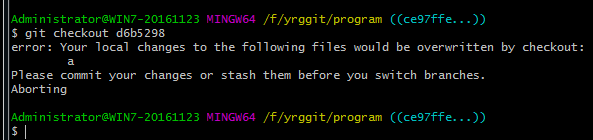 Administrator@WIN7-20161123 MINGW64 /f/yrggit/program ((ce97ffe...))
$ git checkout d6b5298
error: Your local changes to the following files would be overwritten by checkout:
        a
Please commit your changes or stash them before you switch branches.
Aborting

Administrator@WIN7-20161123 MINGW64 /f/yrggit/program ((ce97ffe...))
$